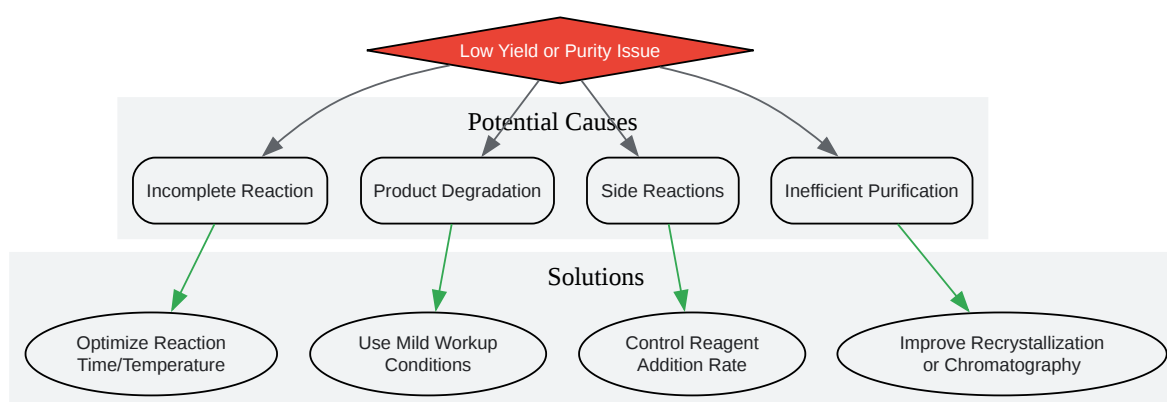 Low Yield or Purity Issue
Potential Causes
Incomplete Reaction
Product Degradation
Side Reactions
Inefficient Purification
Solutions
Optimize Reaction
Time/Temperature
Use Mild Workup
Conditions
Control Reagent
Addition Rate
Improve Recrystallization
or Chromatography